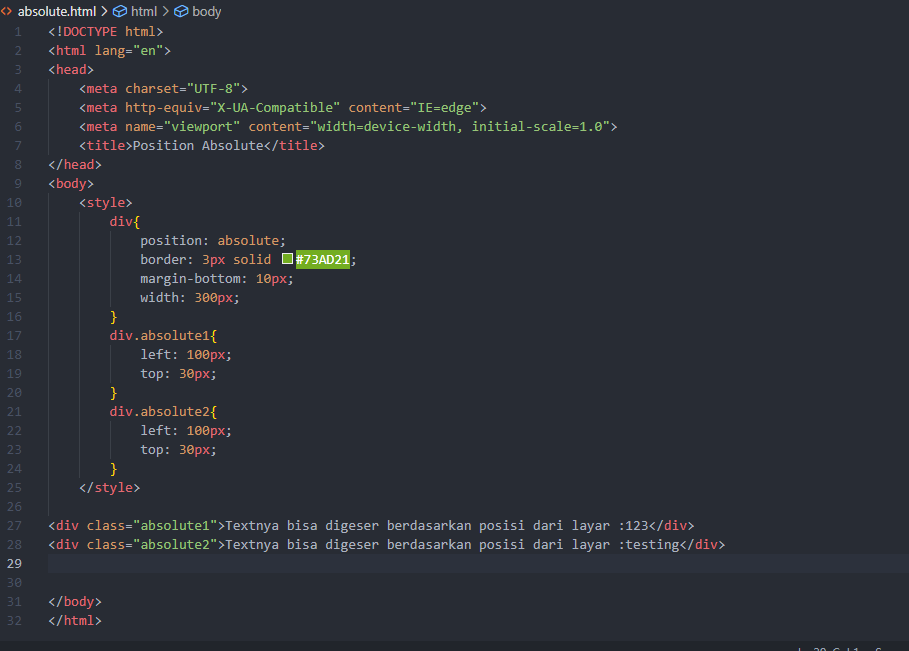 absolute.html > html > body
1 <!DOCTYPE html>
2 <html lang="en">
3 <head>
4 <meta charset="UTF-8">
5 <meta http-equiv="X-UA-Compatible" content="IE=edge">
6 <meta name="viewport" content="width=device-width, initial-scale=1.0">
7 <title>Position Absolute</title>
8 </head>
9 <body>
10 <style>
11 div{
12 position: absolute;
13 border: 3px solid #73AD21;
14 margin-bottom: 10px;
15 width: 300px;
16 }
17 div.absolute1{
18 left: 100px;
19 top: 30px;
20 }
21 div.absolute2{
22 left: 100px;
23 top: 30px;
24 }
25 </style>
26
27 <div class="absolute1">Textnya bisa digeser berdasarkan posisi dari layar :123</div>
28 <div class="absolute2">Textnya bisa digeser berdasarkan posisi dari layar :testing</div>
29
30
31 </body>
32 </html>